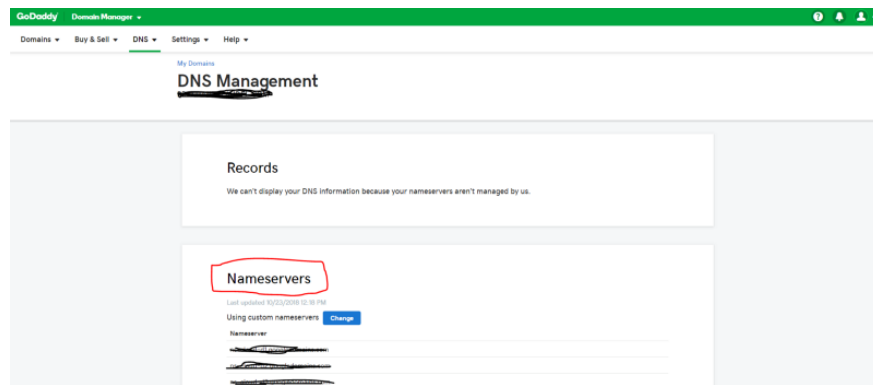 GoDaddy Domain Manager
Domains Buy & Sell DNS Settings Help
My Domains
DNS Management
Records
We can't display your DNS information because your nameservers aren't managed by us.
Nameservers
Last updated 10/23/2018 12:18 PM
Using custom nameservers Change
Nameserver